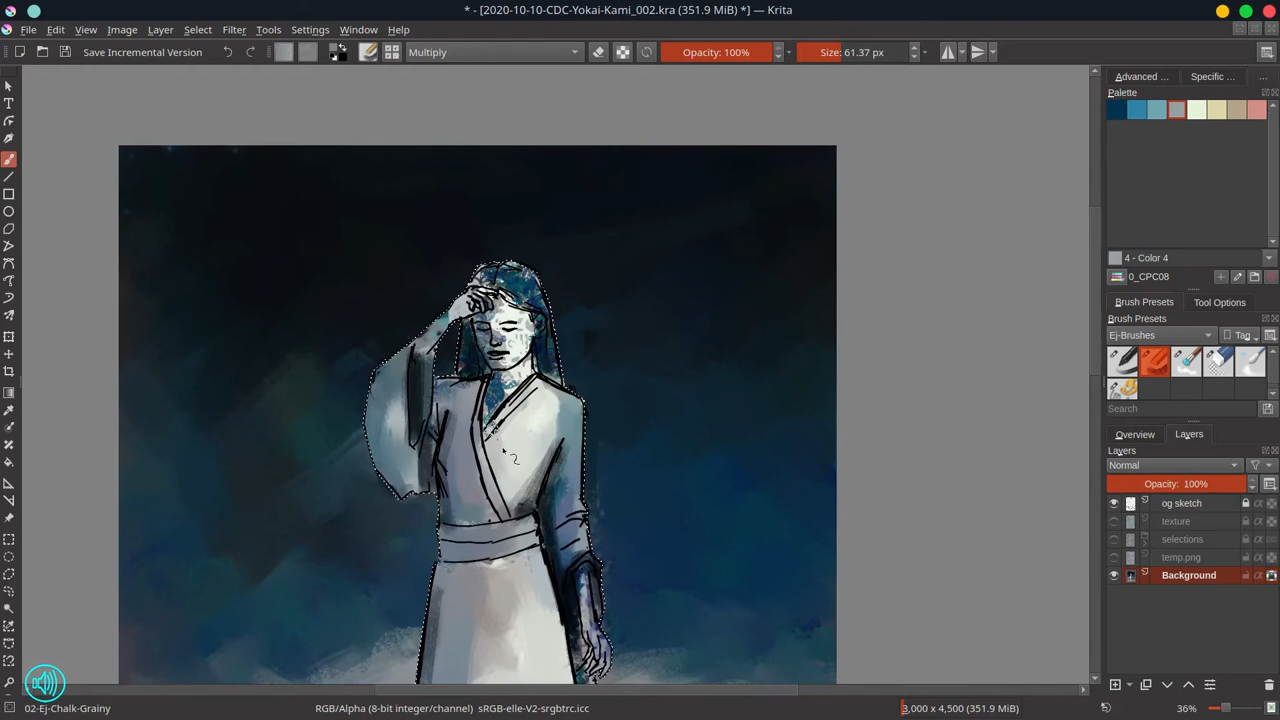 * - [2020-10-10-CDC-Yokai-Kami_002.kra (351.9 MiB) *] — Krita
File Edit View Image Layer Select Filter Tools Settings Window Help
Save Incremental Version Multiply Opacity: 100% Size: 61.37 px
Advanced ... Specific ... ...
Palette
4 - Color 4
0_CPC08
Brush Presets Tool Options
Brush Presets
Ej-Brushes Tag
Search
Overview Layers
Layers
Normal
Opacity: 100%
og sketch
texture
selections
temp.png
Background
02-Ej-Chalk-Grainy RGB/Alpha (8-bit integer/channel) sRGB-elle-V2-srgbtrc.icc 3,000 x 4,500 (351.9 MiB) 36%